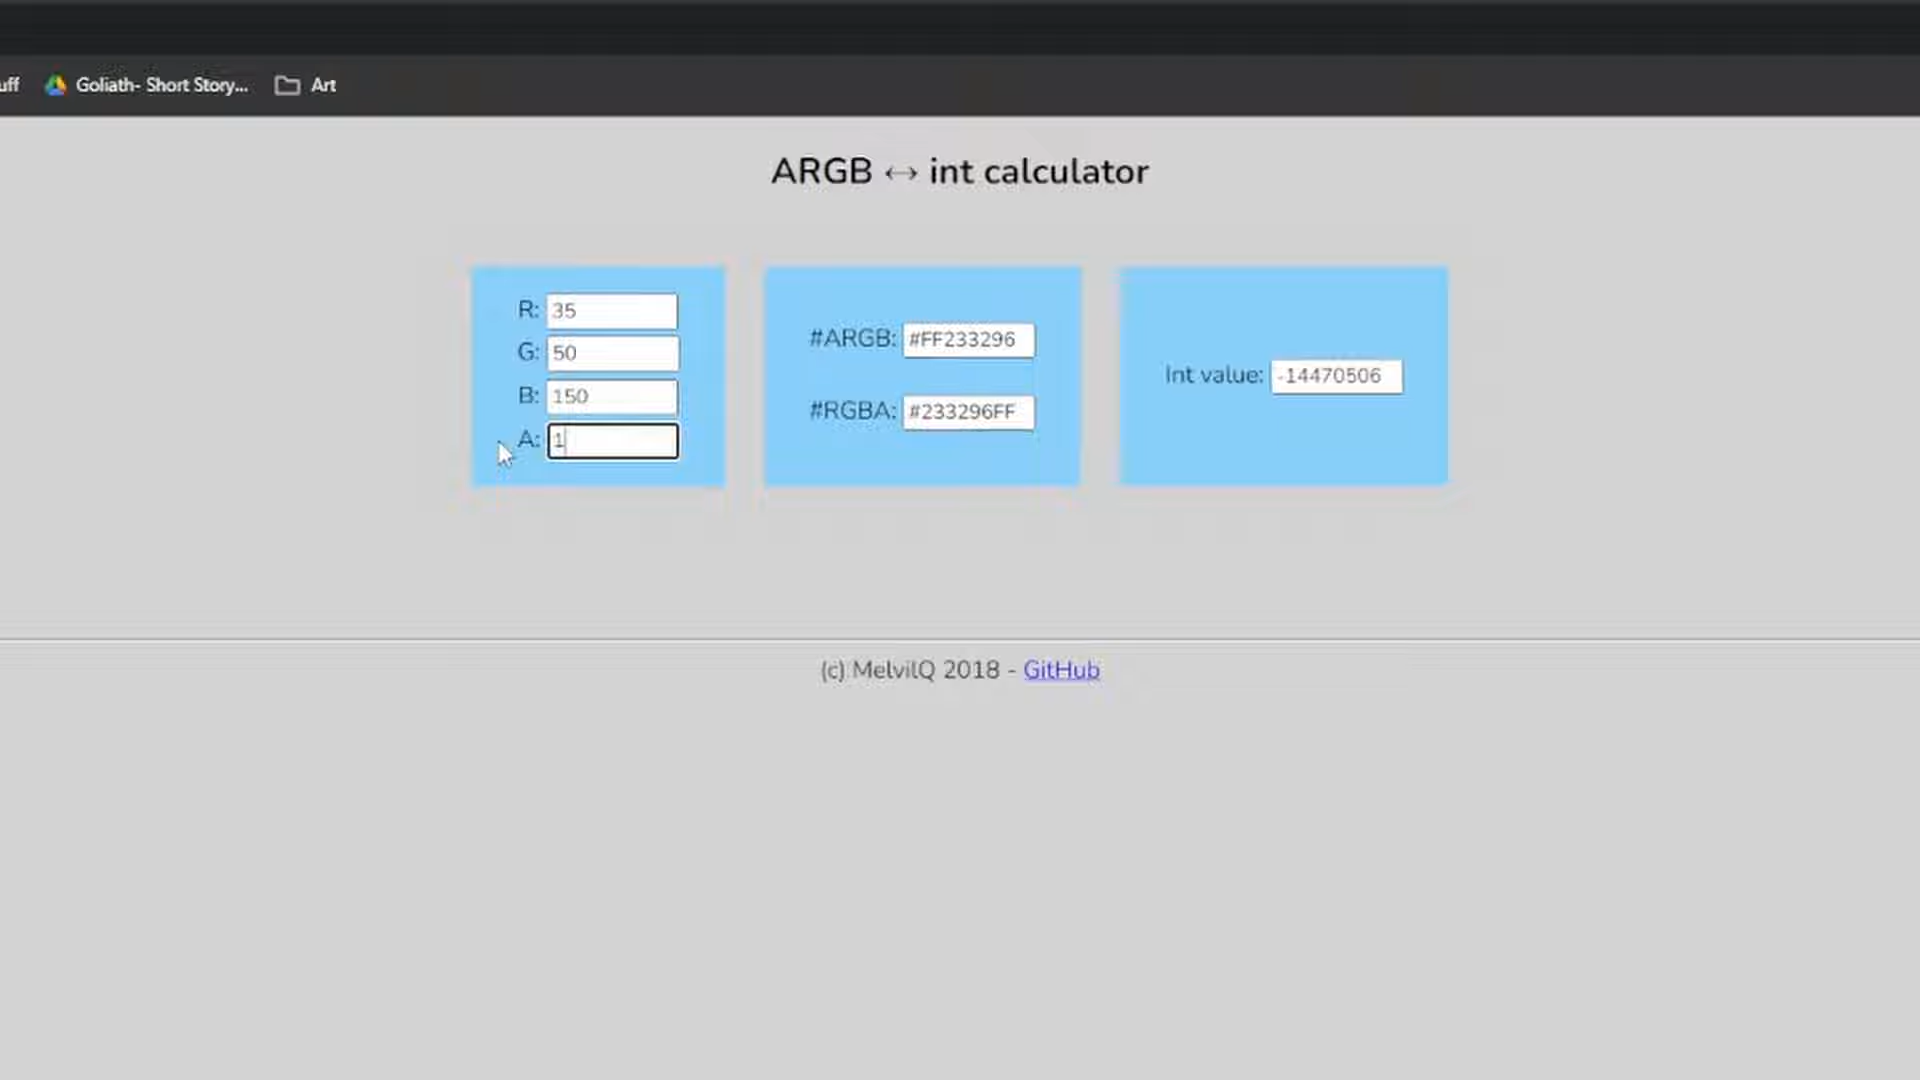 uff Goliath- Short Story... Art
ARGB ↔ int calculator
R: 35
G: 50
B: 150
A: 1
#ARGB: #FF233296
#RGBA: #233296FF
Int value: -14470506
(c) MelvilQ 2018 - GitHub